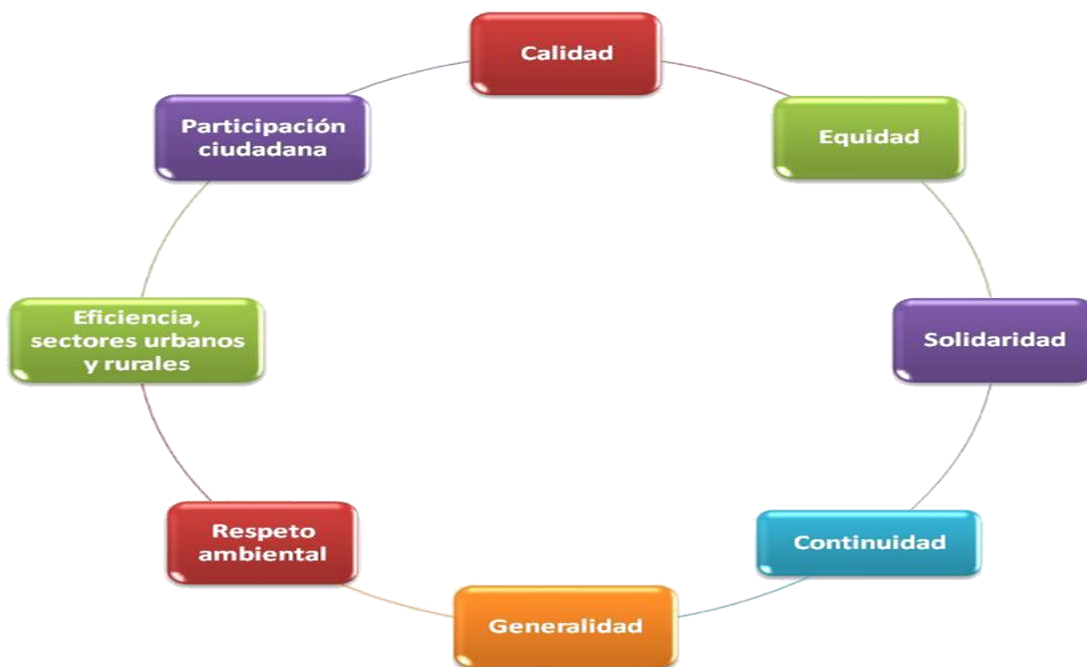 Calidad
Equidad
Solidaridad
Continuidad
Generalidad
Respeto
ambiental
Eficiencia,
sectores urbanos
y rurales
Participación
ciudadana